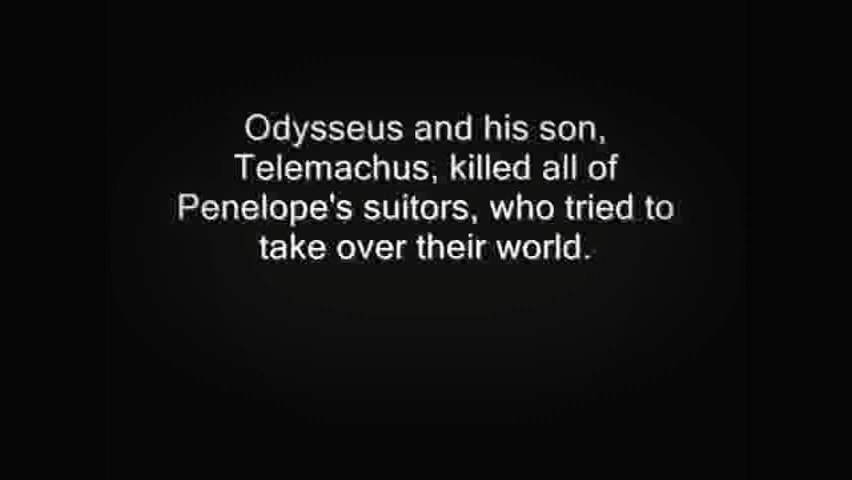 Odysseus and his son,
Telemachus, killed all of
Penelope's suitors, who tried to
take over their world.